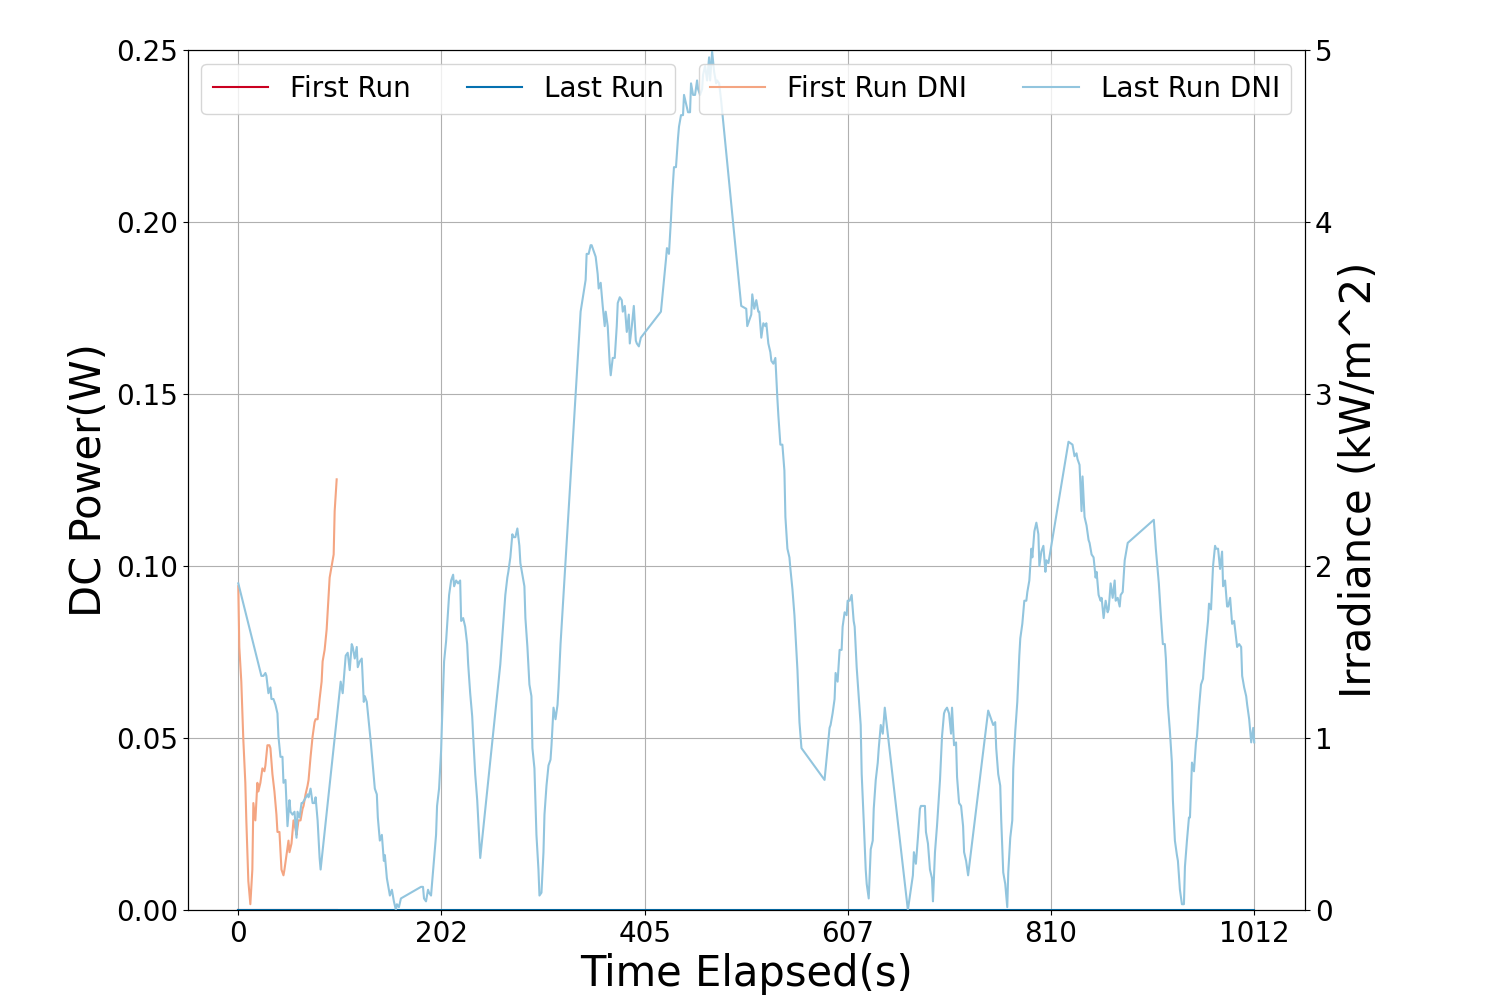 First Run
Last Run
First Run DNI
Last Run DNI
DC Power(W)
0.25
0.20
0.15
0.10
0.05
0.00
5
4
3
2
1
0
Irradiance (kW/m^2)
0
202
405
607
810
1012
Time Elapsed(s)